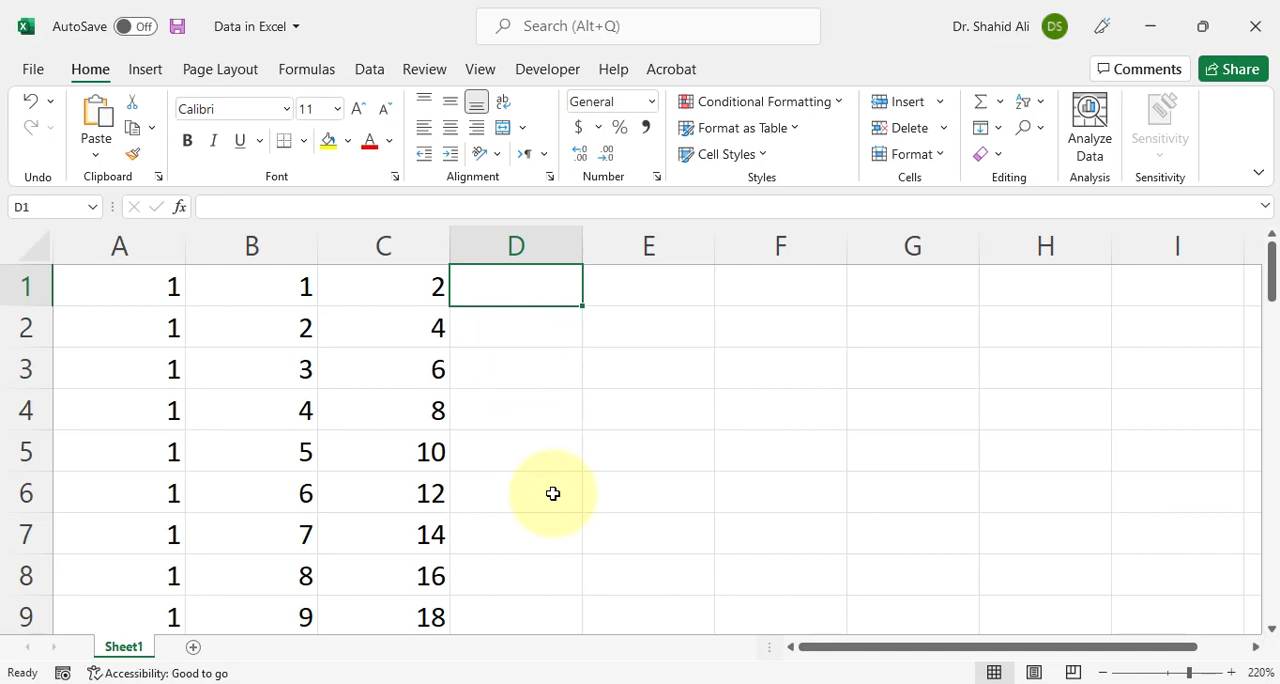 AutoSave Off Data in Excel Search (Alt+Q) Dr. Shahid Ali DS
File Home Insert Page Layout Formulas Data Review View Developer Help Acrobat Comments Share
Calibri 11 General Conditional Formatting Insert
Paste B I U $ % Format as Table Delete Analyze Data Sensitivity
A Cell Styles Format
Undo Clipboard Font Alignment Number Styles Cells Editing Analysis Sensitivity
D1 fx
A B C D E F G H I
1 1 1 2
2 1 2 4
3 1 3 6
4 1 4 8
5 1 5 10
6 1 6 12
7 1 7 14
8 1 8 16
9 1 9 18
Sheet1
Ready Accessibility: Good to go 220%